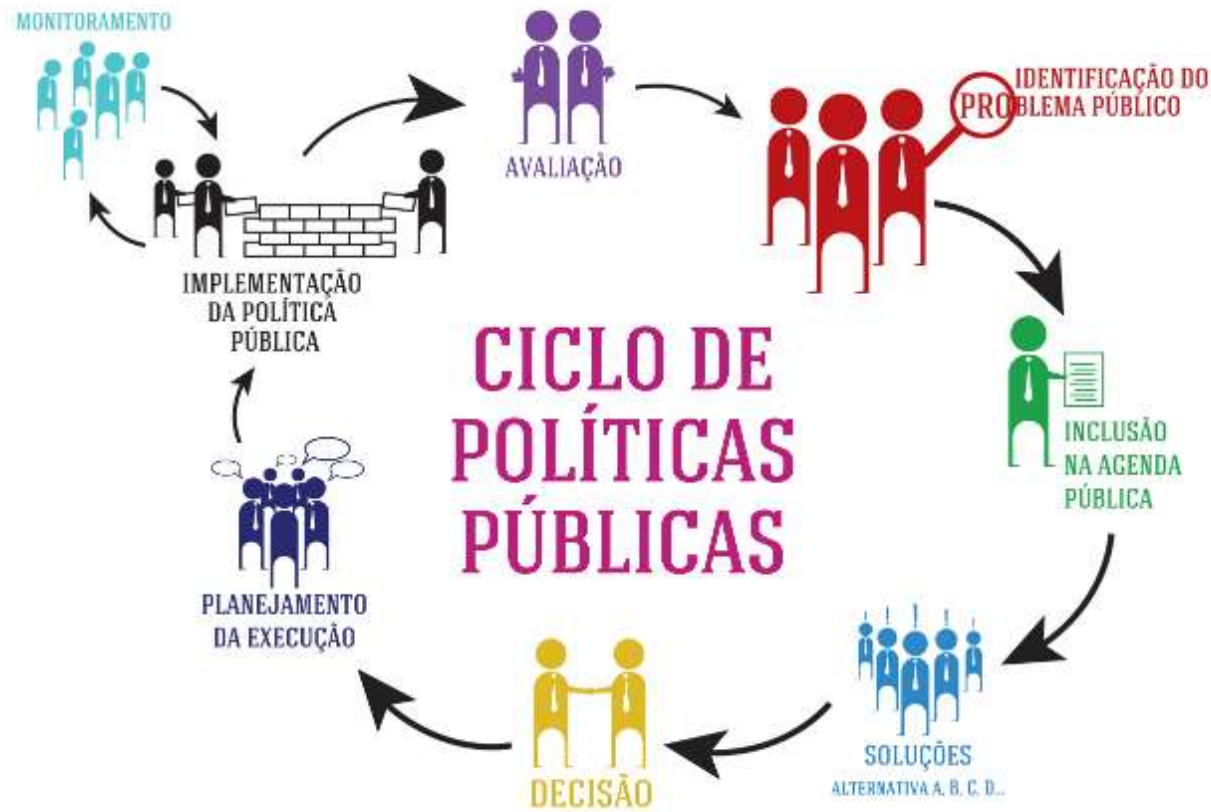 MONITORAMENTO
AVALIAÇÃO
IDENTIFICAÇÃO DO
PROBLEMA PÚBLICO
IMPLEMENTAÇÃO
DA POLÍTICA
PÚBLICA
CICLO DE
POLÍTICAS
PÚBLICAS
INCLUSÃO
NA AGENDA
PÚBLICA
PLANEJAMENTO
DA EXECUÇÃO
DECISÃO
SOLUÇÕES
ALTERNATIVA A, B, C, D...